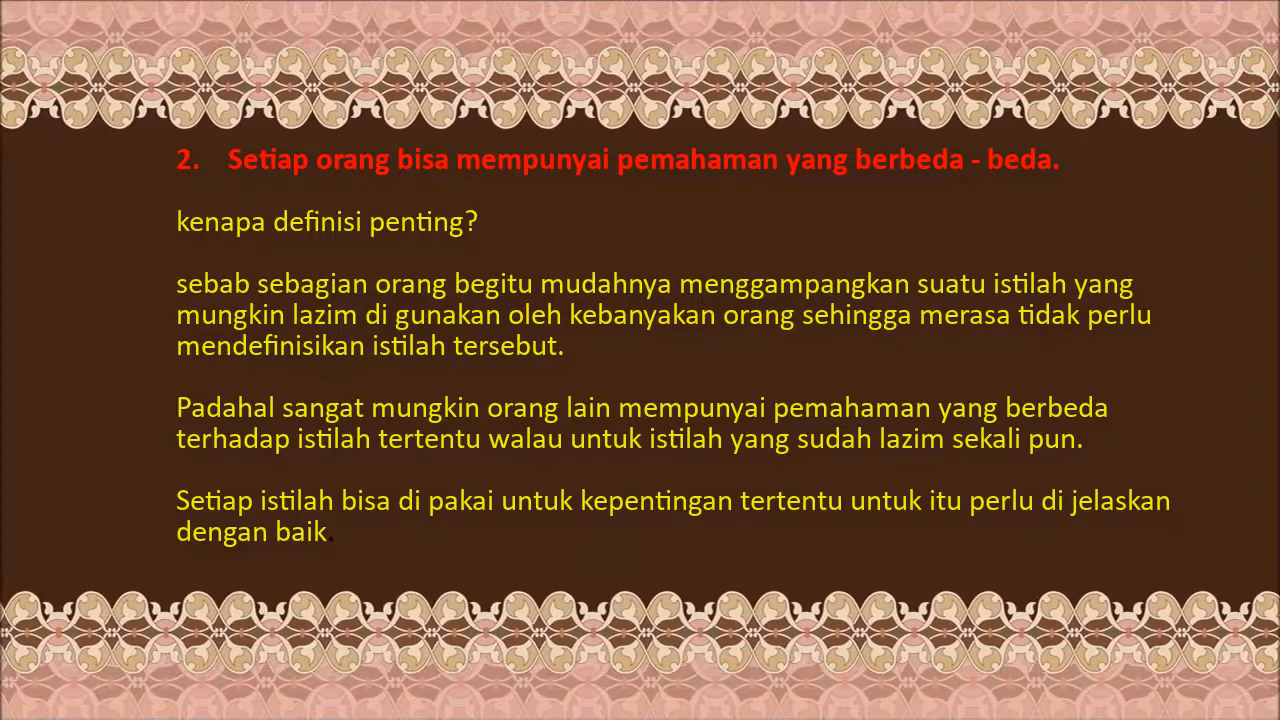 2. Setiap orang bisa mempunyai pemahaman yang berbeda - beda.
kenapa definisi penting?
sebab sebagian orang begitu mudahnya menggampangkan suatu istilah yang
mungkin lazim di gunakan oleh kebanyakan orang sehingga merasa tidak perlu
mendefinisikan istilah tersebut.
Padahal sangat mungkin orang lain mempunyai pemahaman yang berbeda
terhadap istilah tertentu walau untuk istilah yang sudah lazim sekali pun.
Setiap istilah bisa di pakai untuk kepentingan tertentu untuk itu perlu di jelaskan
dengan baik.